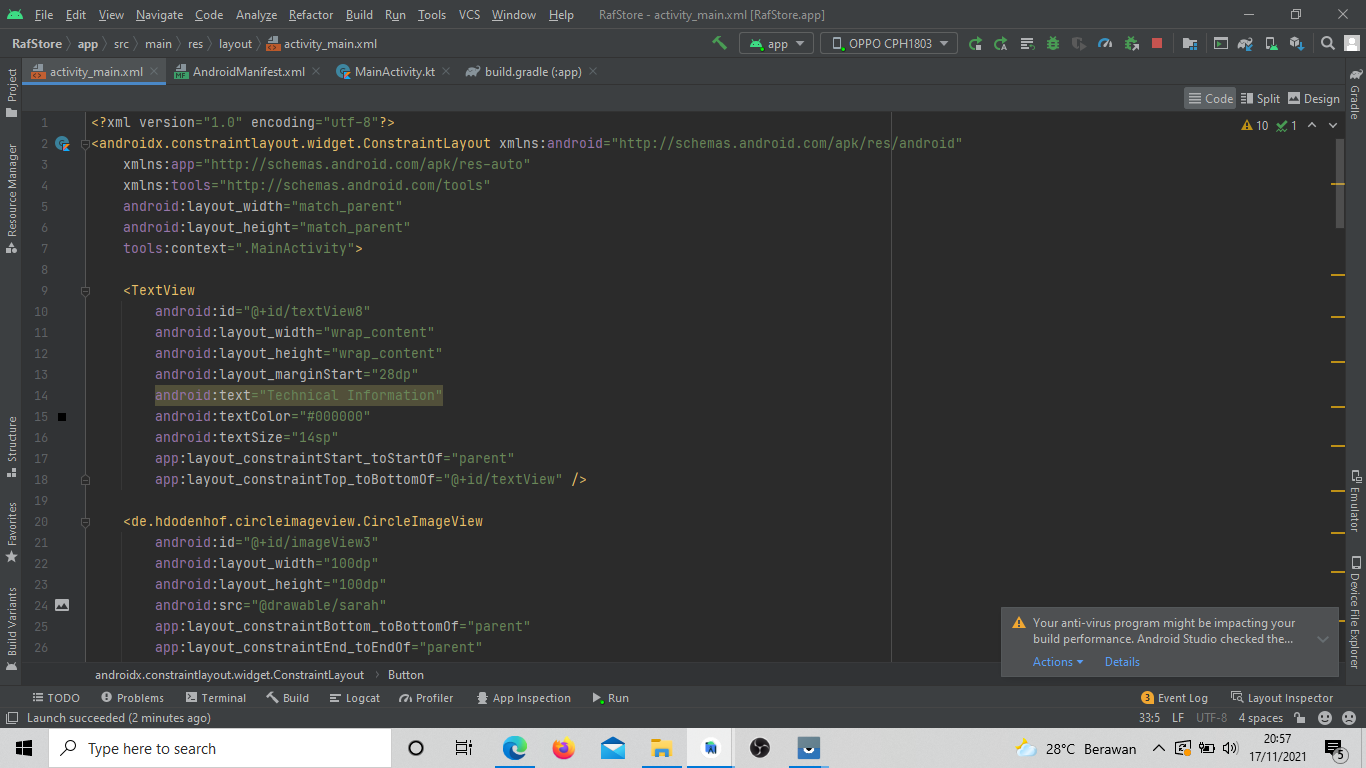 File Edit View Navigate Code Analyze Refactor Build Run Tools VCS Window Help RafStore - activity_main.xml [RafStore.app]
RafStore app src main res layout activity_main.xml app OPPO CPH1803
activity_main.xml AndroidManifest.xml MainActivity.kt build.gradle (:app)
Code Split Design
10 1
Project
Resource Manager
Structure
Favorites
Build Variants
1 <?xml version="1.0" encoding="utf-8"?>
2 <androidx.constraintlayout.widget.ConstraintLayout xmlns:android="http://schemas.android.com/apk/res/android"
3 xmlns:app="http://schemas.android.com/apk/res-auto"
4 xmlns:tools="http://schemas.android.com/tools"
5 android:layout_width="match_parent"
6 android:layout_height="match_parent"
7 tools:context=".MainActivity">
8
9 <TextView
10 android:id="@+id/textView8"
11 android:layout_width="wrap_content"
12 android:layout_height="wrap_content"
13 android:layout_marginStart="28dp"
14 android:text="Technical Information"
15 android:textColor="#000000"
16 android:textSize="14sp"
17 app:layout_constraintStart_toStartOf="parent"
18 app:layout_constraintTop_toBottomOf="@+id/textView" />
19
20 <de.hdodenhof.circleimageview.CircleImageView
21 android:id="@+id/imageView3"
22 android:layout_width="100dp"
23 android:layout_height="100dp"
24 android:src="@drawable/sarah"
25 app:layout_constraintBottom_toBottomOf="parent"
26 app:layout_constraintEnd_toEndOf="parent"
Gradle
Emulator
Device File Explorer
Your anti-virus program might be impacting your
build performance. Android Studio checked the...
Actions Details
androidx.constraintlayout.widget.ConstraintLayout Button
TODO Problems Terminal Build Logcat Profiler App Inspection Run 3 Event Log Layout Inspector
Launch succeeded (2 minutes ago) 33:5 LF UTF-8 4 spaces
Type here to search 28°C Berawan 20:57
17/11/2021 5